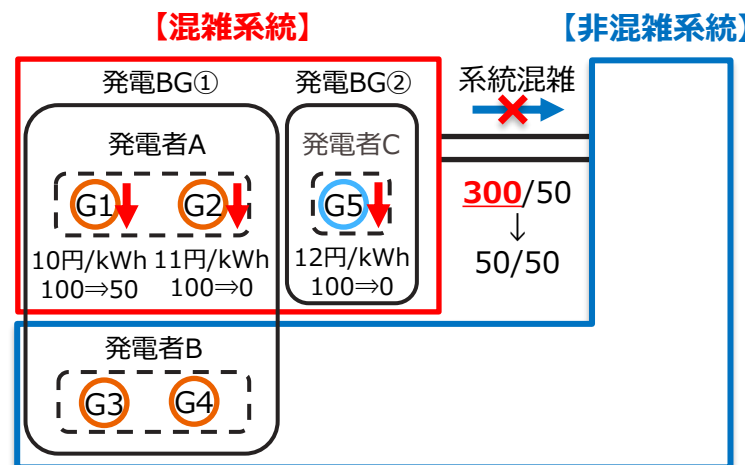 【混雑系統】
【非混雑系統】
発電BG①
発電BG②
系統混雑
発電者A
発電者C
G1
G2
G5
300/50
↓
50/50
10円/kWh
11円/kWh
12円/kWh
100⇒50
100⇒0
100⇒0
発電者B
G3
G4